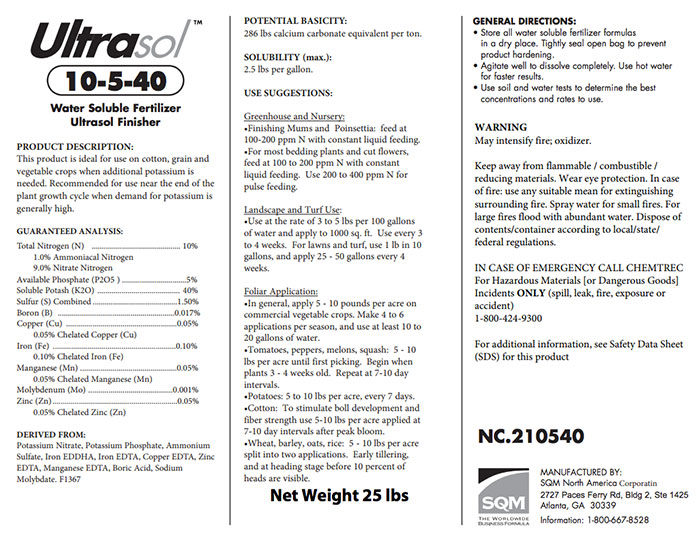 Ultrasol™
10-5-40
Water Soluble Fertilizer
Ultrasol Finisher
PRODUCT DESCRIPTION:
This product is ideal for use on cotton, grain and
vegetable crops when additional potassium is
needed. Recommended for use near the end of the
plant growth cycle when demand for potassium is
generally high.
GUARANTEED ANALYSIS:
Total Nitrogen (N) ........................................ 10%
1.0% Ammoniacal Nitrogen
9.0% Nitrate Nitrogen
Available Phosphate (P2O5 ) ............................5%
Soluble Potash (K2O) ..................................... 40%
Sulfur (S) Combined ....................................1.50%
Boron (B) ..................................................0.017%
Copper (Cu) ................................................0.05%
0.05% Chelated Copper (Cu)
Iron (Fe) ......................................................0.10%
0.10% Chelated Iron (Fe)
Manganese (Mn) .........................................0.05%
0.05% Chelated Manganese (Mn)
Molybdenum (Mo) ....................................0.001%
Zinc (Zn)......................................................0.05%
0.05% Chelated Zinc (Zn)
DERIVED FROM:
Potassium Nitrate, Potassium Phosphate, Ammonium
Sulfate, Iron EDDHA, Iron EDTA, Copper EDTA, Zinc
EDTA, Manganese EDTA, Boric Acid, Sodium
Molybdate. F1367
POTENTIAL BASICITY:
286 lbs calcium carbonate equivalent per ton.
SOLUBILITY (max.):
2.5 lbs per gallon.
USE SUGGESTIONS:
Greenhouse and Nursery:
•Finishing Mums and Poinsettia: feed at
100-200 ppm N with constant liquid feeding.
•For most bedding plants and cut flowers,
feed at 100 to 200 ppm N with constant
liquid feeding. Use 200 to 400 ppm N for
pulse feeding.
Landscape and Turf Use:
•Use at the rate of 3 to 5 lbs per 100 gallons
of water and apply to 1000 sq. ft. Use every 3
to 4 weeks. For lawns and turf, use 1 lb in 10
gallons, and apply 25 - 50 gallons every 4
weeks.
Foliar Application:
•In general, apply 5 - 10 pounds per acre on
commercial vegetable crops. Make 4 to 6
applications per season, and use at least 10 to
20 gallons of water.
•Tomatoes, peppers, melons, squash: 5 - 10
lbs per acre until first picking. Begin when
plants 3 - 4 weeks old. Repeat at 7-10 day
intervals.
•Potatoes: 5 to 10 lbs per acre, every 7 days.
•Cotton: To stimulate boll development and
fiber strength use 5-10 lbs per acre applied at
7-10 day intervals after peak bloom.
•Wheat, barley, oats, rice: 5 - 10 lbs per acre
split into two applications. Early tillering,
and at heading stage before 10 percent of
heads are visible.
Net Weight 25 lbs
GENERAL DIRECTIONS:
• Store all water soluble fertilizer formulas
in a dry place. Tightly seal open bag to prevent
product hardening.
• Agitate well to dissolve completely. Use hot water
for faster results.
• Use soil and water tests to determine the best
concentrations and rates to use.
WARNING
May intensify fire; oxidizer.
Keep away from flammable / combustible /
reducing materials. Wear eye protection. In case
of fire: use any suitable mean for extinguishing
surrounding fire. Spray water for small fires. For
large fires flood with abundant water. Dispose of
contents/container according to local/state/
federal regulations.
IN CASE OF EMERGENCY CALL CHEMTREC
For Hazardous Materials [or Dangerous Goods]
Incidents ONLY (spill, leak, fire, exposure or
accident)
1-800-424-9300
For additional information, see Safety Data Sheet
(SDS) for this product
NC.210540
SQM
THE WORLDWIDE
BUSINESS FORMULA
MANUFACTURED BY:
SQM North America Corporatin
2727 Paces Ferry Rd, Bldg 2, Ste 1425
Atlanta, GA 30339
Information: 1-800-667-8528